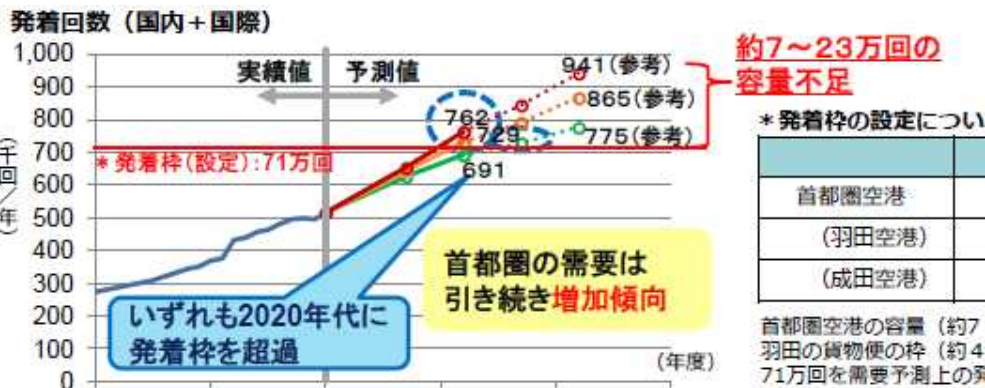 発着回数（国内＋国際）
1,000
900
800
700
600
500
400
300
200
100
0
千回／年）
実績値
予測値
941(参考)
865(参考)
775(参考)
762
729
691
＊発着枠(設定):71万回
約7～23万回の
容量不足
いずれも2020年代に
発着枠を超過
首都圏の需要は
引き続き増加傾向
（年度）
＊発着枠の設定につい
首都圏空港
（羽田空港）
（成田空港）
首都圏空港の容量（約7
羽田の貨物便の枠（約4
71万回を需要予測上の発